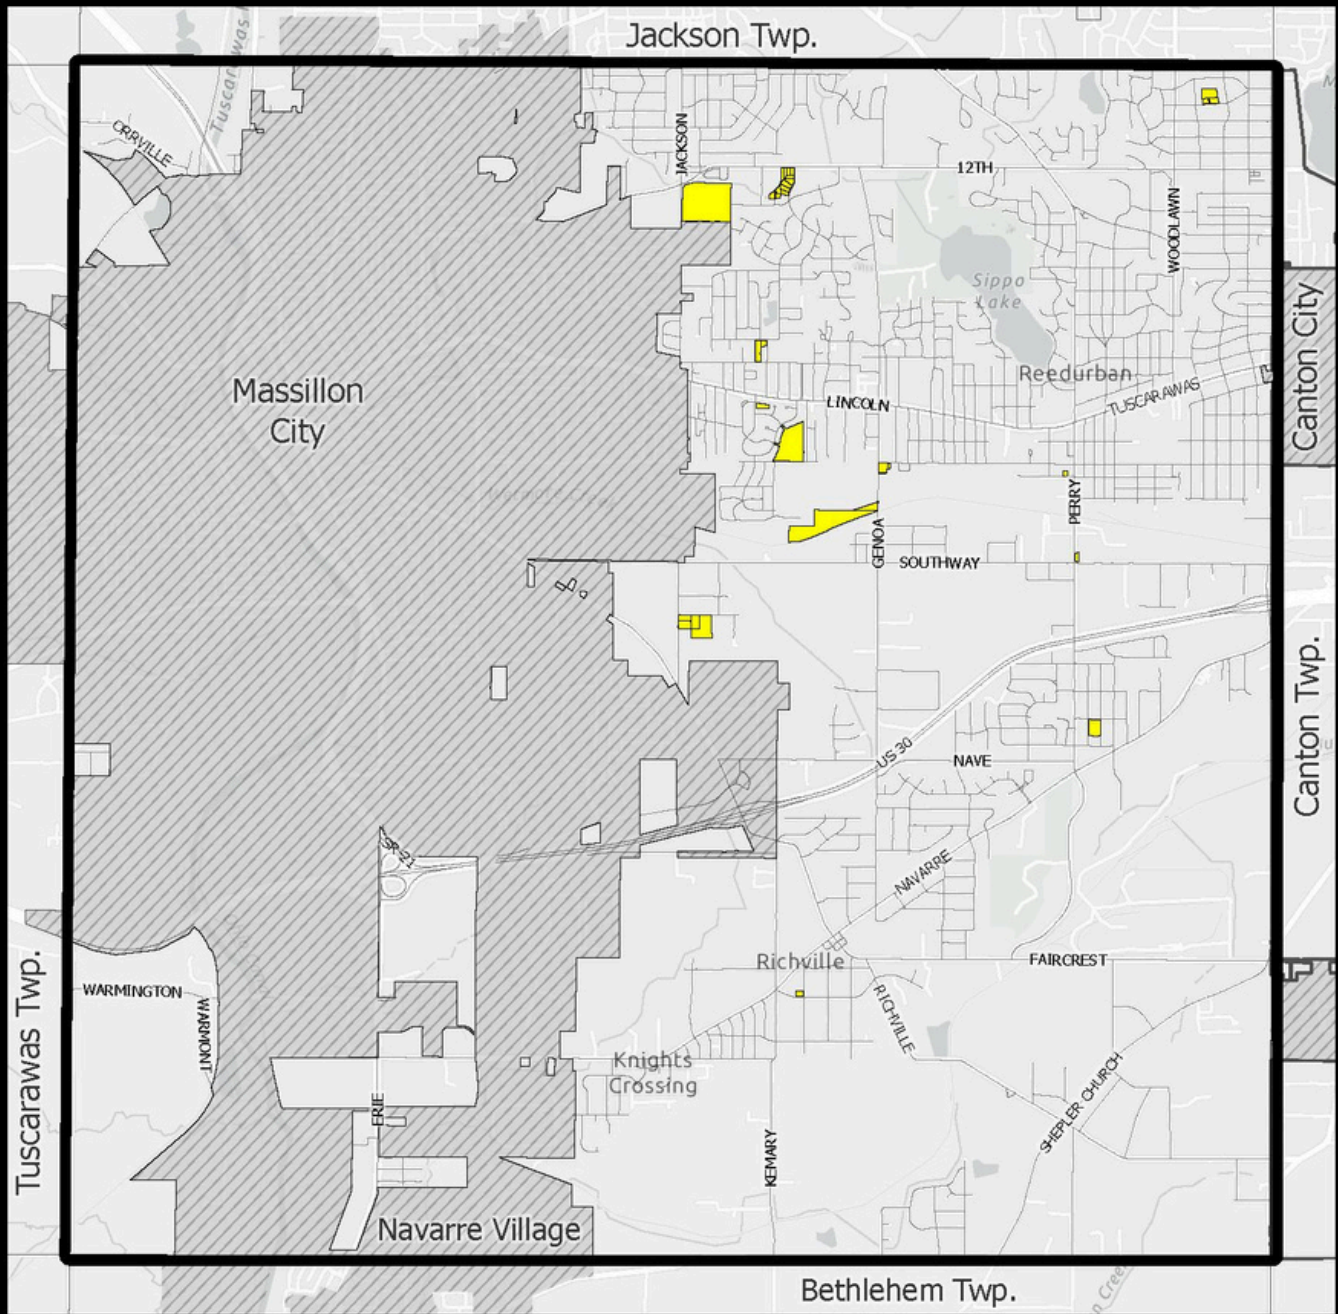 Jackson Twp.
Tuscarawas
ORRVILLE
JACKSON
12TH
WOODLAWN
Sippo
Lake
Canton City
Massillon
City
Reedurban
LINCOLN
TUSCARAWAS
PERRY
GENOA
SOUTHWAY
Canton Twp.
US 30
NAVE
SR 21
NAVARRE
Richville
FAIRCREST
Tuscarawas Twp.
WARMINGTON
WARMONT
RICHVILLE
Knights
Crossing
ERIE
SHEPLER CHURCH
KEMARY
Navarre Village
Bethlehem Twp.